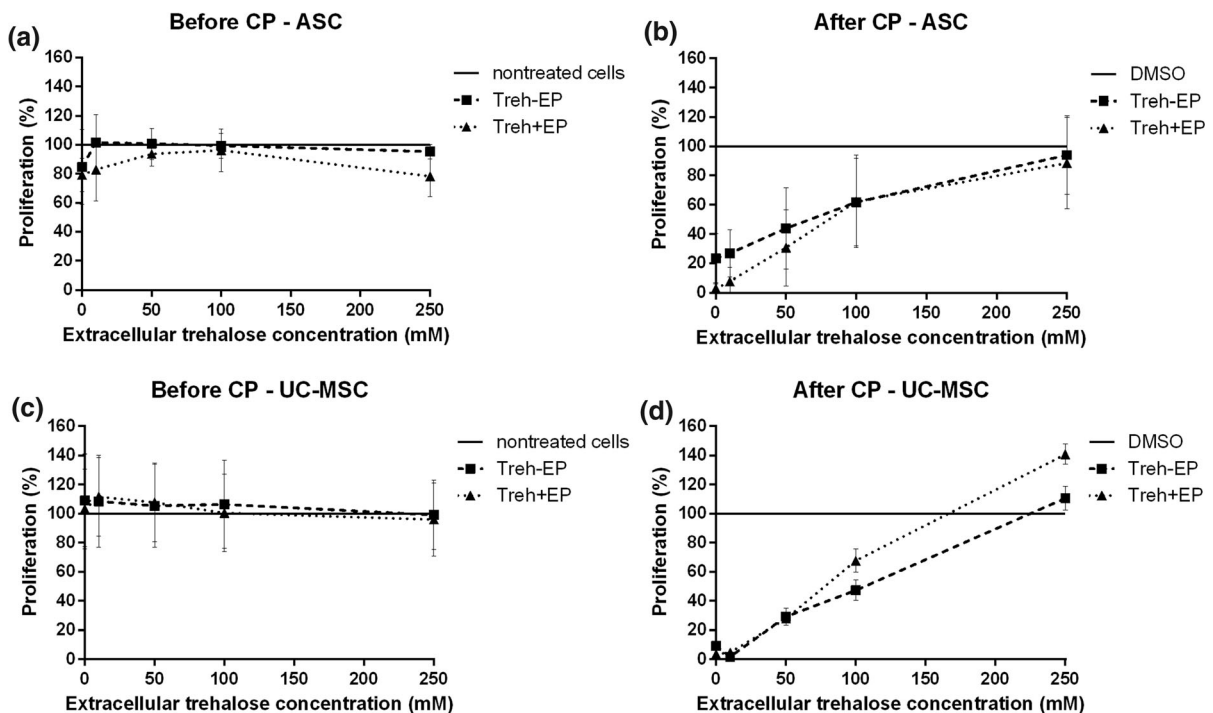 (a)
Before CP - ASC
Proliferation (%)
160
140
120
100
80
60
40
20
0
0 50 100 150 200 250
Extracellular trehalose concentration (mM)
nontreated cells
Treh-EP
Treh+EP
(b)
After CP - ASC
Proliferation (%)
160
140
120
100
80
60
40
20
0
0 50 100 150 200 250
Extracellular trehalose concentration (mM)
DMSO
Treh-EP
Treh+EP
(c)
Before CP - UC-MSC
Proliferation (%)
160
140
120
100
80
60
40
20
0
0 50 100 150 200 250
Extracellular trehalose concentration (mM)
nontreated cells
Treh-EP
Treh+EP
(d)
After CP - UC-MSC
Proliferation (%)
160
140
120
100
80
60
40
20
0
0 50 100 150 200 250
Extracellular trehalose concentration (mM)
DMSO
Treh-EP
Treh+EP